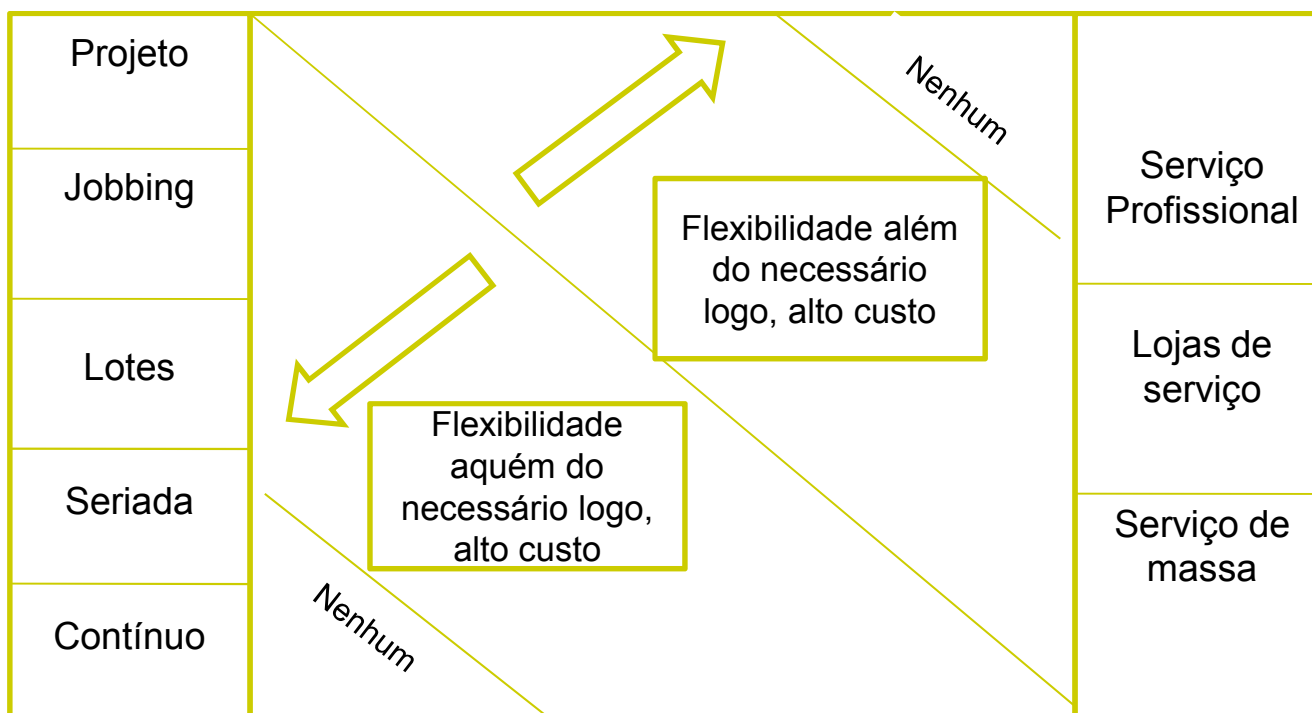 Projeto
Jobbing
Lotes
Seriada
Contínuo
Nenhum
Flexibilidade além
do necessário
logo, alto custo
Flexibilidade
aquém do
necessário logo,
alto custo
Nenhum
Serviço
Profissional
Lojas de
serviço
Serviço de
massa